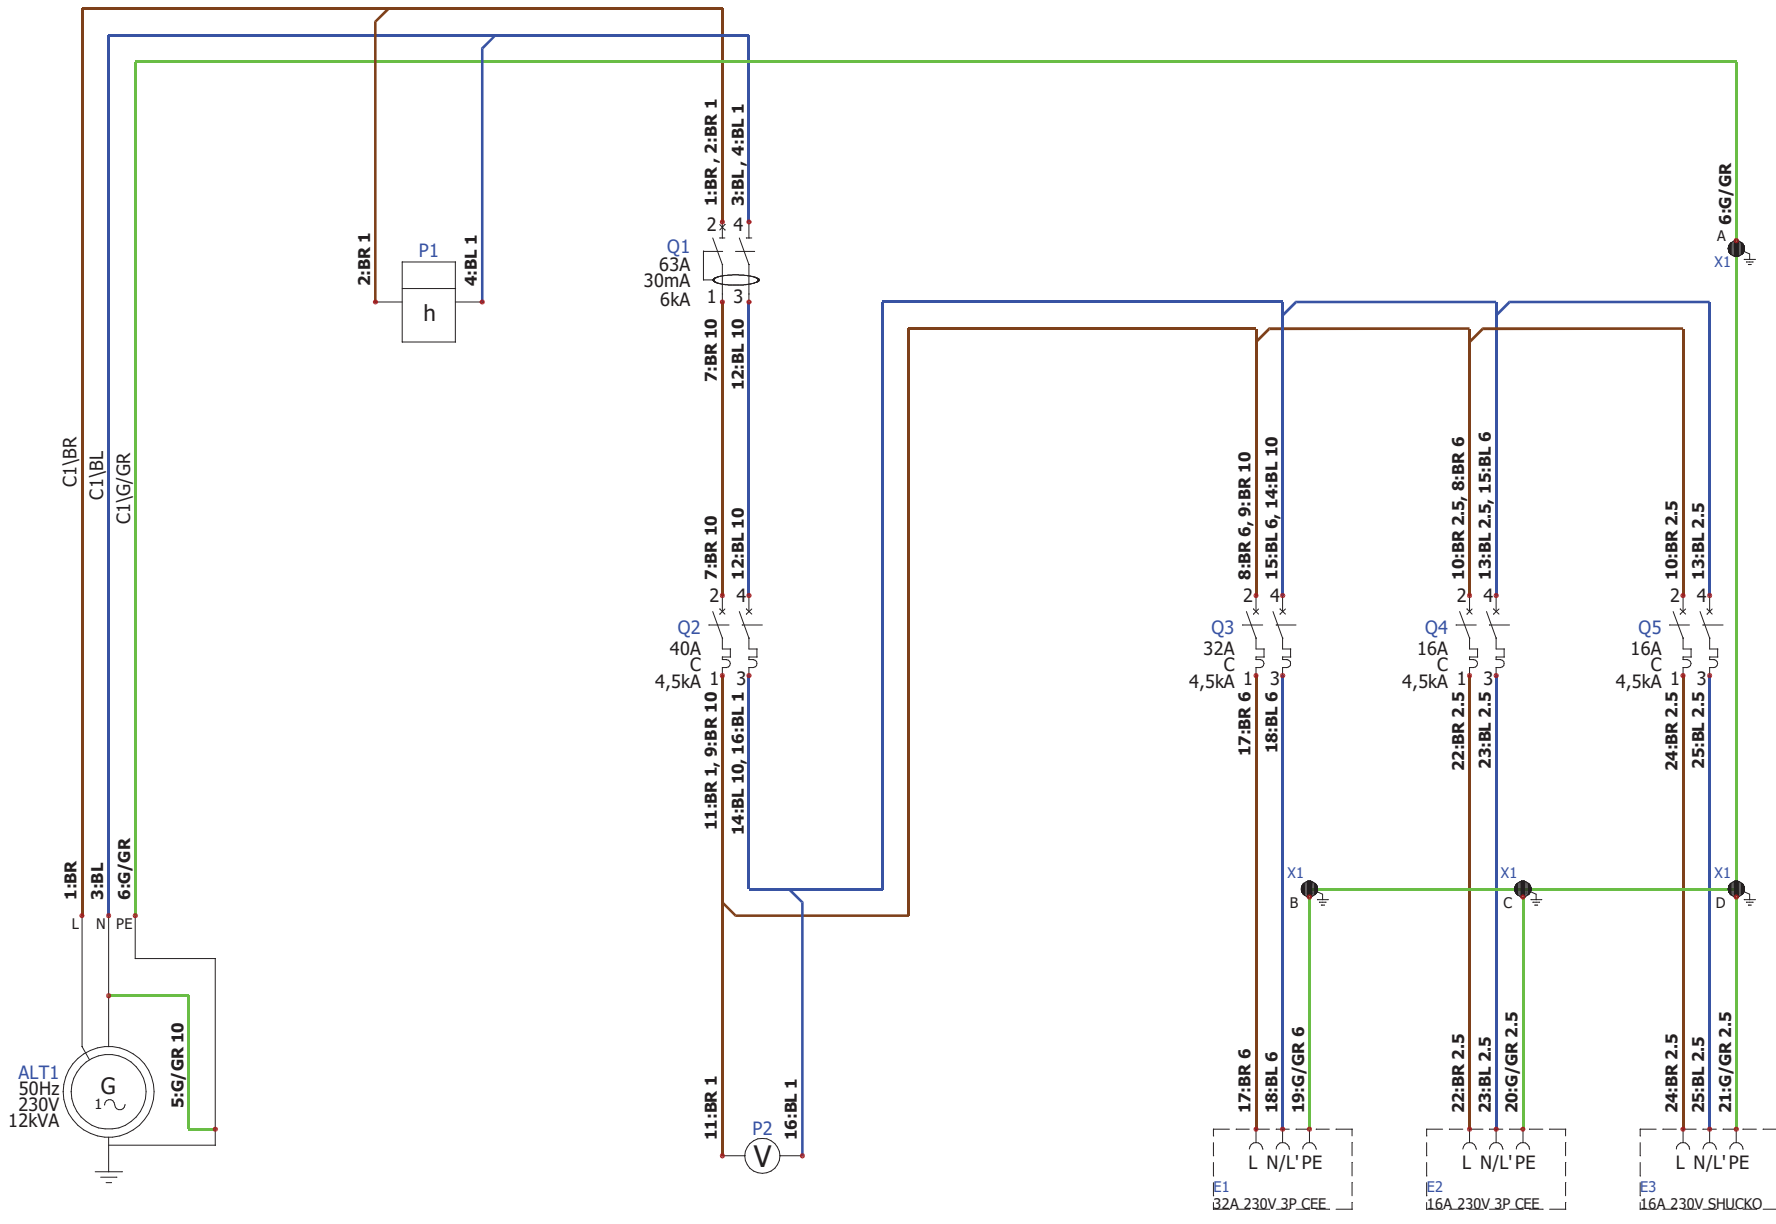 1:BR , 2:BR 1
3:BL , 4:BL 1
6:G/GR
A
X1
2:BR 1
P1
h
4:BL 1
2
4
Q1
63A
30mA
6kA
1
3
7:BR 10
12:BL 10
C1\BR
C1\BL
C1\G/GR
7:BR 10
12:BL 10
8:BR 6, 9:BR 10
15:BL 6, 14:BL 10
10:BR 2.5, 8:BR 6
13:BL 2.5, 15:BL 6
10:BR 2.5
13:BL 2.5
2
4
Q2
40A
C
4,5kA
1
3
2
4
Q3
32A
C
4,5kA
1
3
2
4
Q4
16A
C
4,5kA
1
3
2
4
Q5
16A
C
4,5kA
1
3
11:BR 1, 9:BR 10
14:BL 10, 16:BL 1
17:BR 6
18:BL 6
22:BR 2.5
23:BL 2.5
24:BR 2.5
25:BL 2.5
1:BR
3:BL
6:G/GR
L
N
PE
X1
B
X1
C
X1
D
ALT1
50Hz
230V
12kVA
G
1
5:G/GR 10
11:BR 1
P2
V
16:BL 1
17:BR 6
18:BL 6
19:G/GR 6
22:BR 2.5
23:BL 2.5
20:G/GR 2.5
24:BR 2.5
25:BL 2.5
21:G/GR 2.5
L N/L' PE
E1
32A 230V 3P CEE
L N/L' PE
E2
16A 230V 3P CEE
L N/L' PE
E3
16A 230V SHUCKO